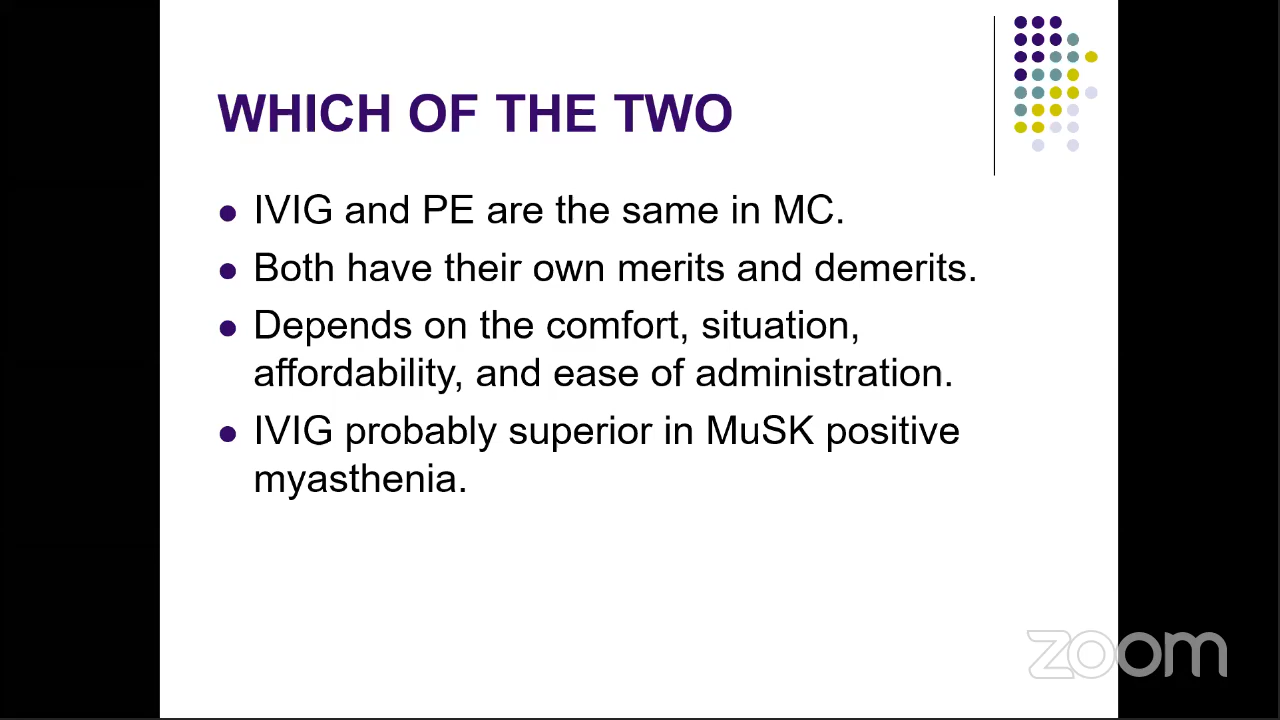 WHICH OF THE TWO
IVIG and PE are the same in MC.
Both have their own merits and demerits.
Depends on the comfort, situation,
affordability, and ease of administration.
IVIG probably superior in MuSK positive
myasthenia.
zoom